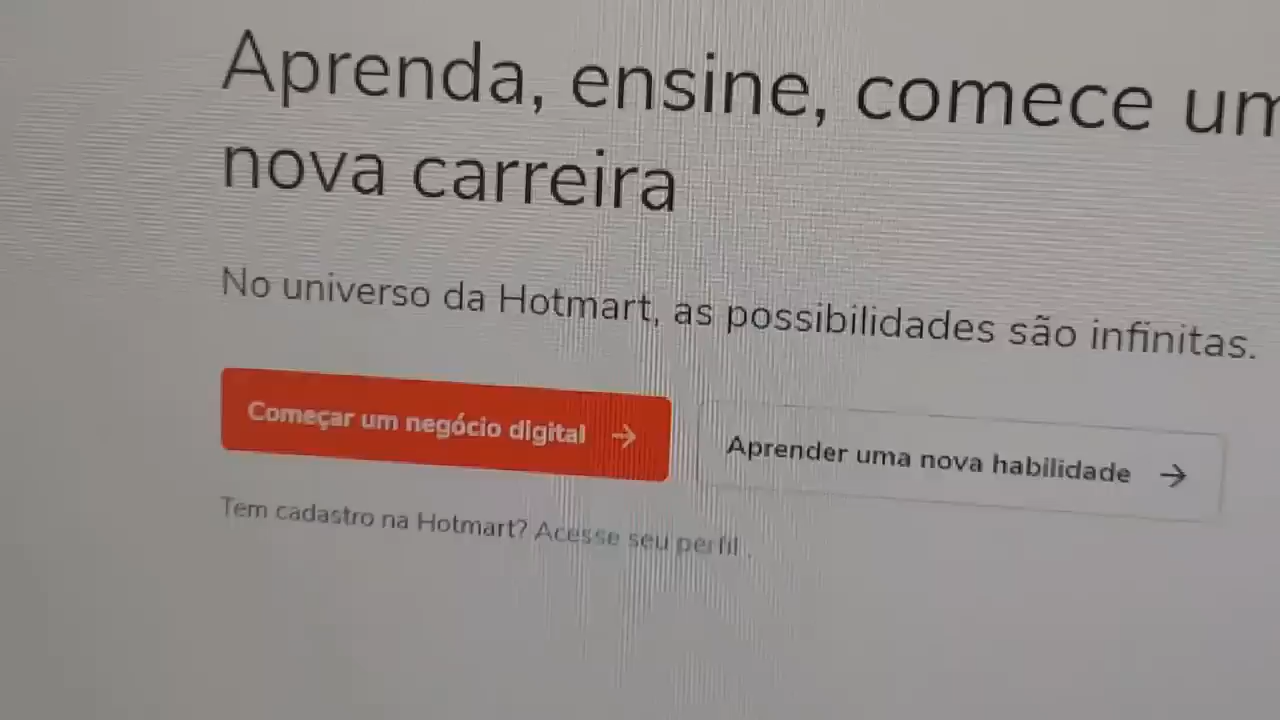 Aprenda, ensine, comece um
nova carreira
No universo da Hotmart, as possibilidades são infinitas.
Começar um negócio digital →
Aprender uma nova habilidade →
Tem cadastro na Hotmart? Acesse seu perfil.